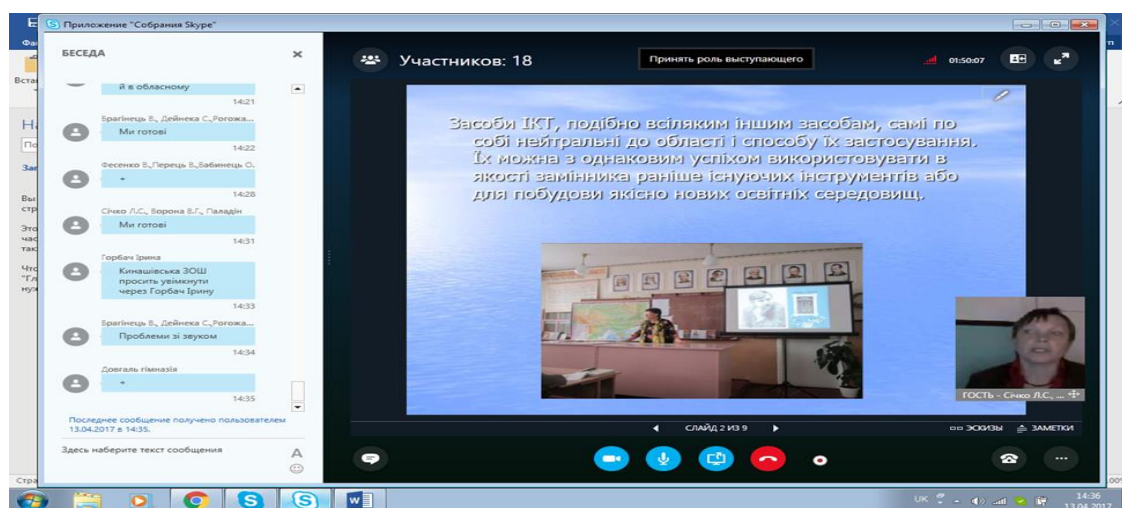 Приложение "Собрания Skype"
БЕСЕДА
й в обласному
14:21
Брагінець В., Дейнека С.,Рогожа...
Ми готові
14:22
Фесенко В.,Перець В.,Бабинець О.
+
14:28
Січко Л.С., Ворона В.Г., Паладін
Ми готові
14:31
Горбач Ірина
Кинашівська ЗОШ
просить увімкнути
через Горбач Ірину
14:33
Брагінець В., Дейнека С.,Рогожа...
Проблеми зі звуком
14:34
Довгаль гімназія
+
14:35
Последнее сообщение получено пользователем
13.04.2017 в 14:35.
Здесь наберите текст сообщения
Участников: 18
Принять роль выступающего
01:50:07
Засоби ІКТ, подібно всіляким іншим засобам, самі по
собі нейтральні до області і способу їх застосування.
Їх можна з однаковим успіхом використовувати в
якості замінника раніше існуючих інструментів або
для побудови якісно нових освітніх середовищ.
ГОСТЬ - Січко Л.С., ...
СЛАЙД 2 ИЗ 9
ЭСКИЗЫ
ЗАМЕТКИ
UK
14:36
13.04.2017